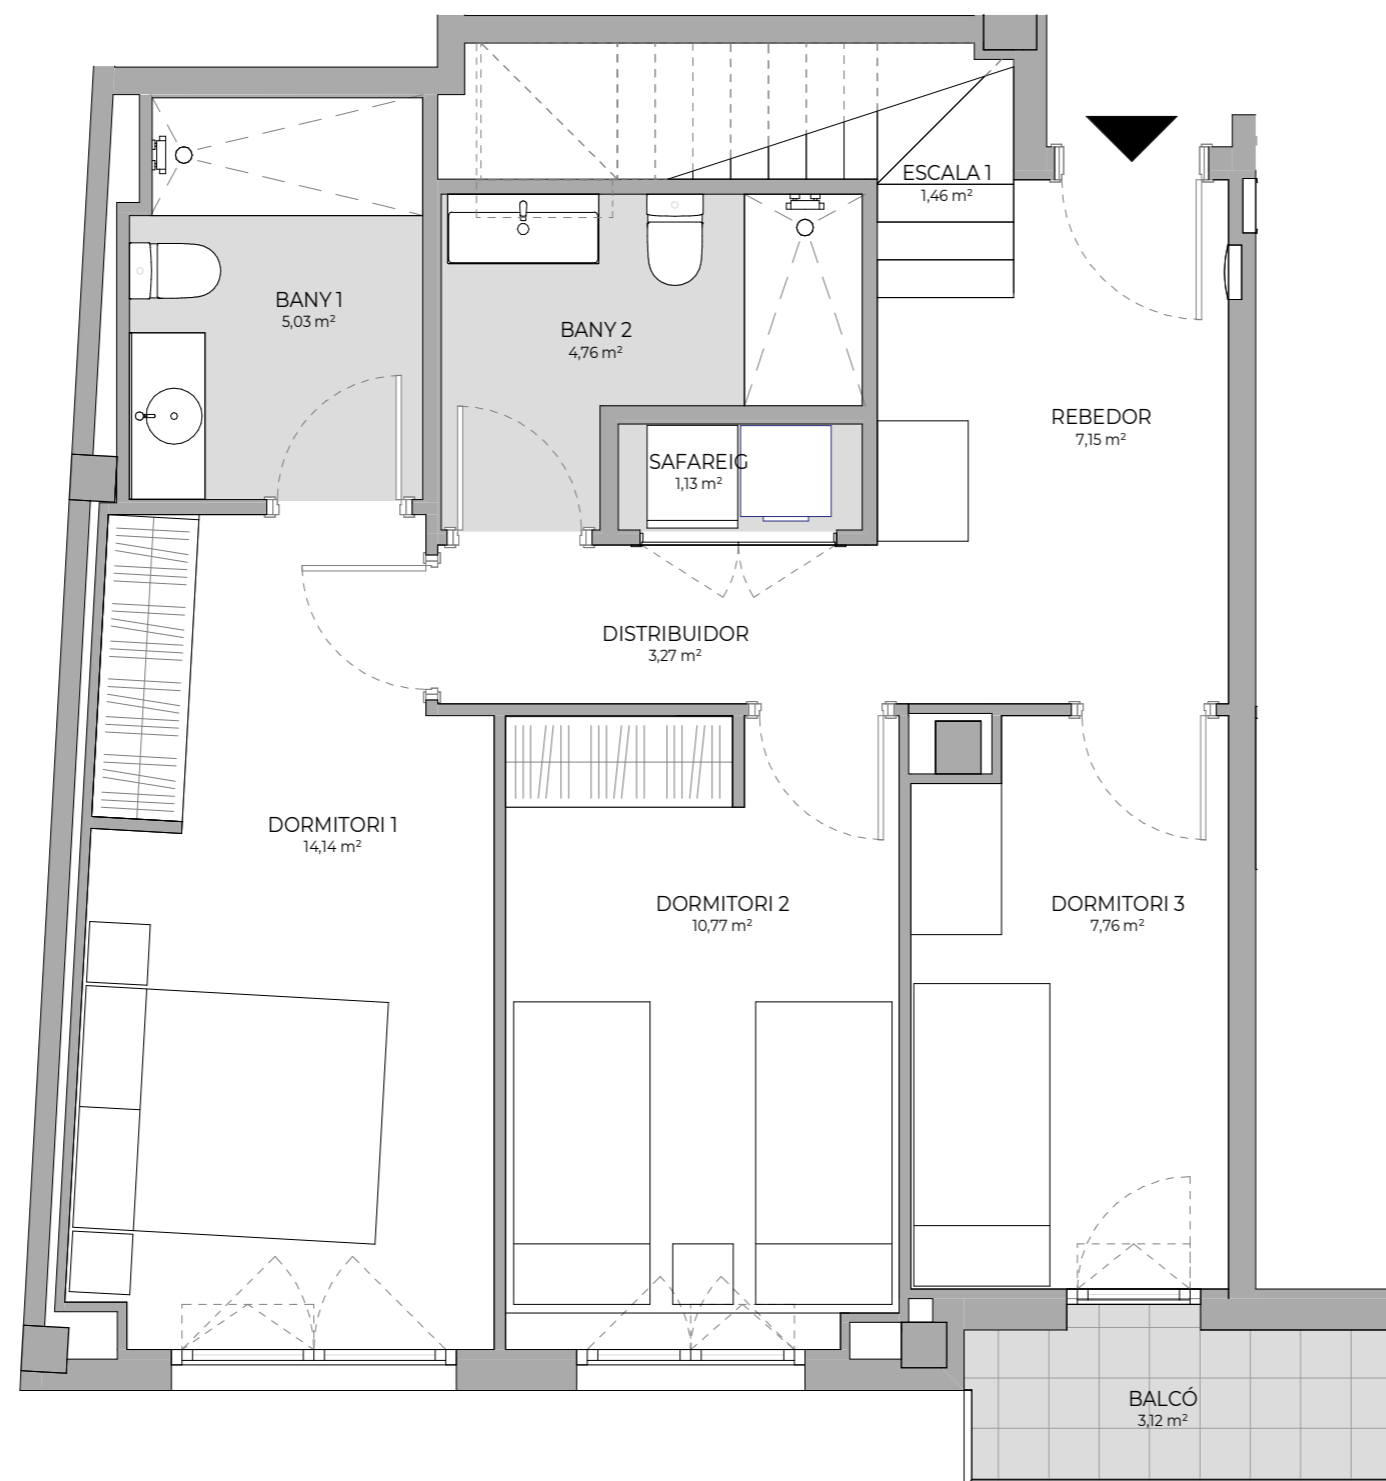 ESCALA 1
1,46 m²
BANY 1
5,03 m²
BANY 2
4,76 m²
REBEDOR
7,15 m²
SAFAREIG
1,13 m²
DISTRIBUIDOR
3,27 m²
DORMITORI 1
14,14 m²
DORMITORI 2
10,77 m²
DORMITORI 3
7,76 m²
BALCÓ
3,12 m²